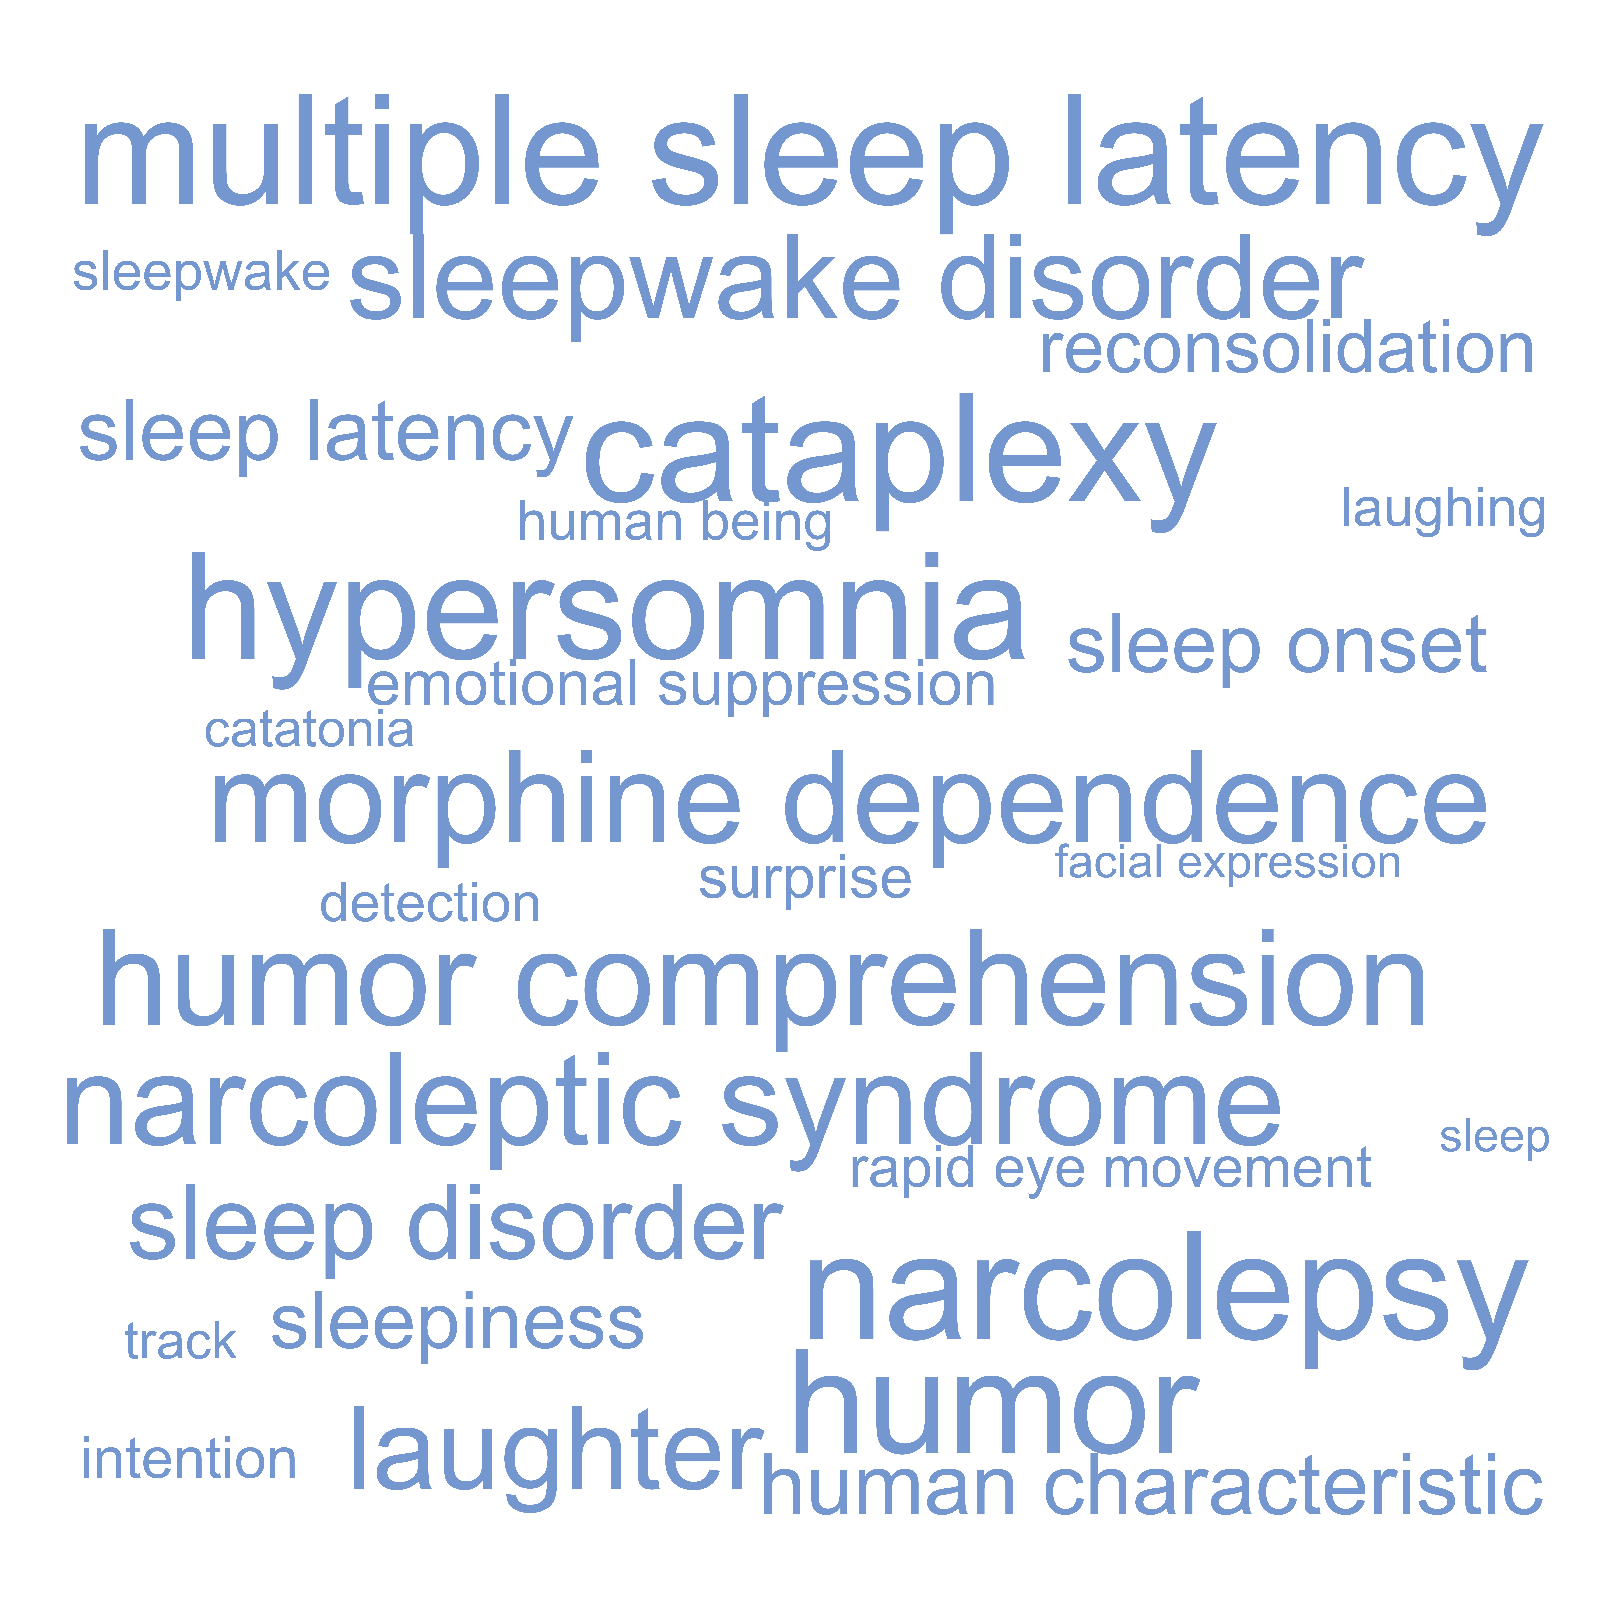 multiple sleep latency
sleepwake
sleepwake disorder
reconsolidation
sleep latency
cataplexy
human being
laughing
hypersomnia
sleep onset
emotional suppression
catatonia
morphine dependence
surprise
facial expression
detection
humor comprehension
narcoleptic syndrome
sleep
rapid eye movement
sleep disorder
narcolepsy
sleepiness
track
humor
laughter
intention
human characteristic